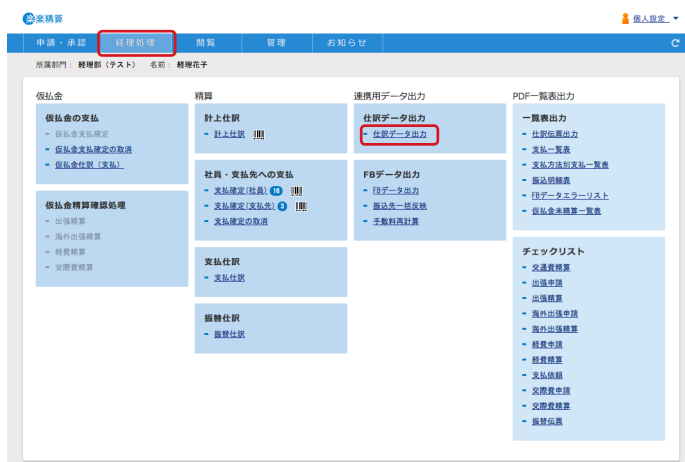 楽楽精算
個人設定
申請・承認 経理処理 閲覧 管理 お知らせ
所属部門： 経理部（テスト） 名前： 経理花子
仮払金
仮払金の支払
仮払金支払確定
仮払金支払確定の取消
仮払金仕訳（支払）
仮払金精算確認処理
出張精算
海外出張精算
経費精算
交際費精算
精算
計上仕訳
計上仕訳
社員・支払先への支払
支払確定(社員) 16
支払確定(支払先) 3
支払確定の取消
支払仕訳
支払仕訳
振替仕訳
振替仕訳
連携用データ出力
仕訳データ出力
仕訳データ出力
FBデータ出力
FBデータ出力
振込先一括反映
手数料再計算
PDF一覧表出力
一覧表出力
仕訳伝票出力
支払一覧表
支払方法別支払一覧表
振込明細表
FBデータエラーリスト
仮払金未精算一覧表
チェックリスト
交通費精算
出張申請
出張精算
海外出張申請
海外出張精算
経費申請
経費精算
支払依頼
交際費申請
交際費精算
振替伝票